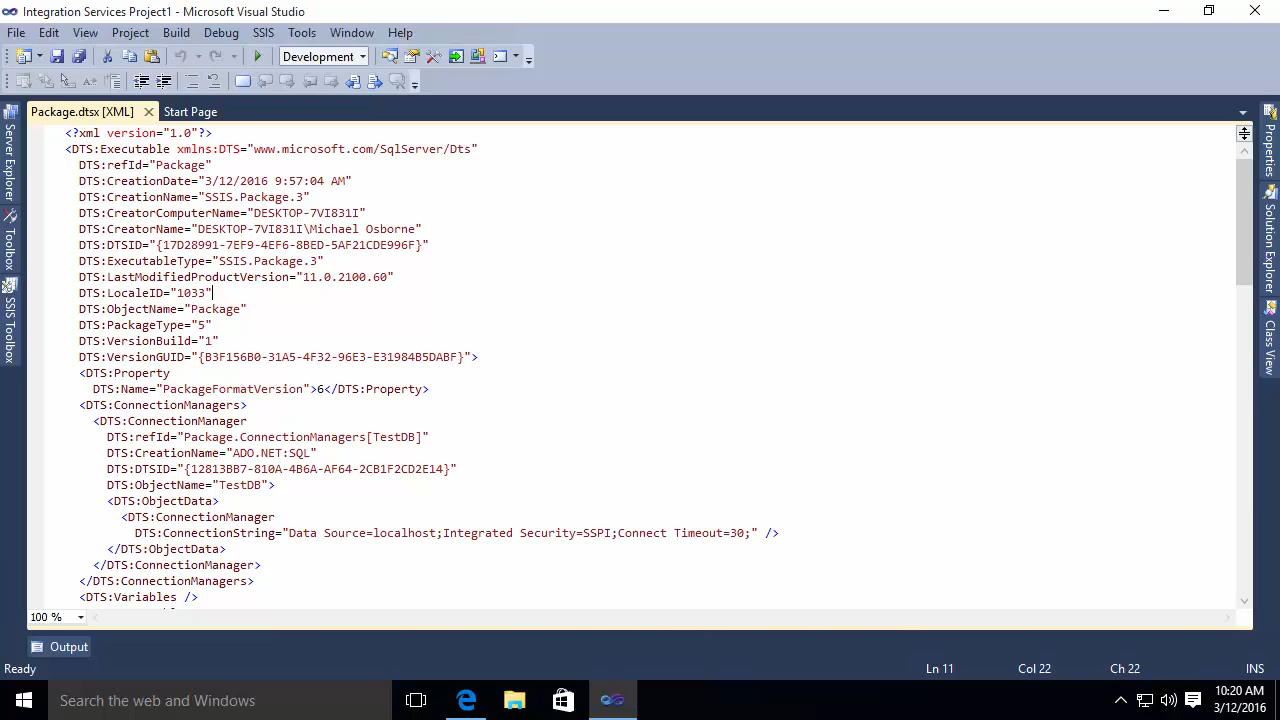 Integration Services Project1 - Microsoft Visual Studio
File Edit View Project Build Debug SSIS Tools Window Help
Development
Package.dtsx [XML] Start Page
Server Explorer
Toolbox
SSIS Toolbox
<?xml version="1.0"?>
<DTS:Executable xmlns:DTS="www.microsoft.com/SqlServer/Dts"
DTS:refId="Package"
DTS:CreationDate="3/12/2016 9:57:04 AM"
DTS:CreationName="SSIS.Package.3"
DTS:CreatorComputerName="DESKTOP-7VI831I"
DTS:CreatorName="DESKTOP-7VI831I\Michael Osborne"
DTS:DTSID="{17D28991-7EF9-4EF6-8BED-5AF21CDE996F}"
DTS:ExecutableType="SSIS.Package.3"
DTS:LastModifiedProductVersion="11.0.2100.60"
DTS:LocaleID="1033"
DTS:ObjectName="Package"
DTS:PackageType="5"
DTS:VersionBuild="1"
DTS:VersionGUID="{B3F156B0-31A5-4F32-96E3-E31984B5DABF}">
<DTS:Property
DTS:Name="PackageFormatVersion">6</DTS:Property>
<DTS:ConnectionManagers>
<DTS:ConnectionManager
DTS:refId="Package.ConnectionManagers[TestDB]"
DTS:CreationName="ADO.NET:SQL"
DTS:DTSID="{12813BB7-810A-4B6A-AF64-2CB1F2CD2E14}"
DTS:ObjectName="TestDB">
<DTS:ObjectData>
<DTS:ConnectionManager
DTS:ConnectionString="Data Source=localhost;Integrated Security=SSPI;Connect Timeout=30;" />
</DTS:ObjectData>
</DTS:ConnectionManager>
</DTS:ConnectionManagers>
<DTS:Variables />
Properties
Solution Explorer
Class View
100 %
Output
Ready Ln 11 Col 22 Ch 22 INS
Search the web and Windows
10:20 AM
3/12/2016